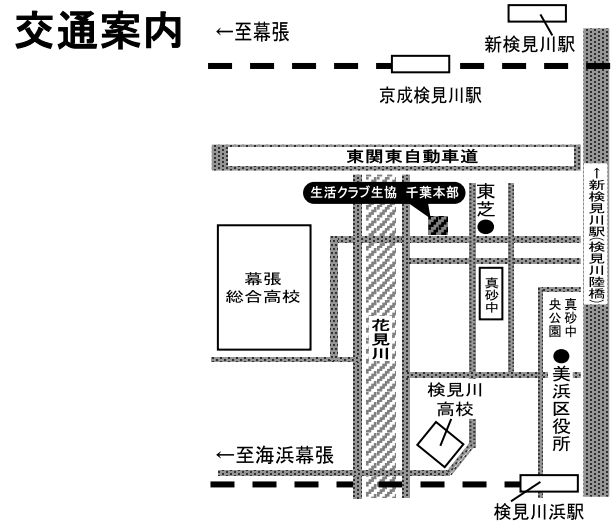 交通案内
←至幕張
新検見川駅
京成検見川駅
東関東自動車道
←新検見川駅(検見川陸橋)
生活クラブ生協 千葉本部
東芝
幕張
総合高校
真砂中
真砂中
央公園
花見川
美浜区役所
検見川
高校
←至海浜幕張
検見川浜駅